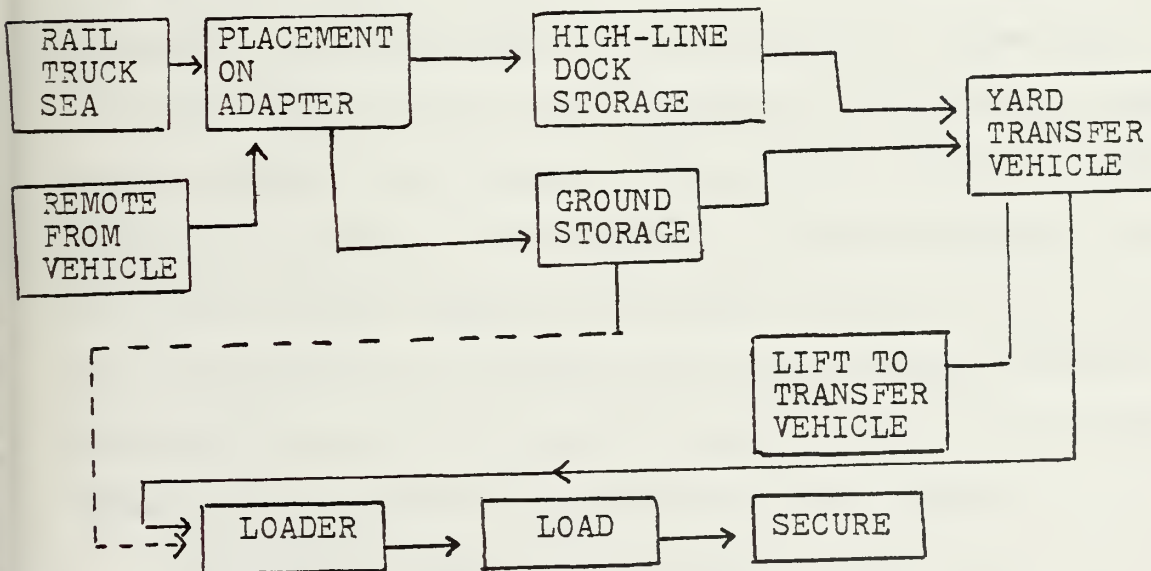 RAIL
TRUCK
SEA
PLACEMENT
ON
ADAPTER
HIGH-LINE
DOCK
STORAGE
YARD
TRANSFER
VEHICLE
REMOTE
FROM
VEHICLE
GROUND
STORAGE
LIFT TO
TRANSFER
VEHICLE
LOADER
LOAD
SECURE